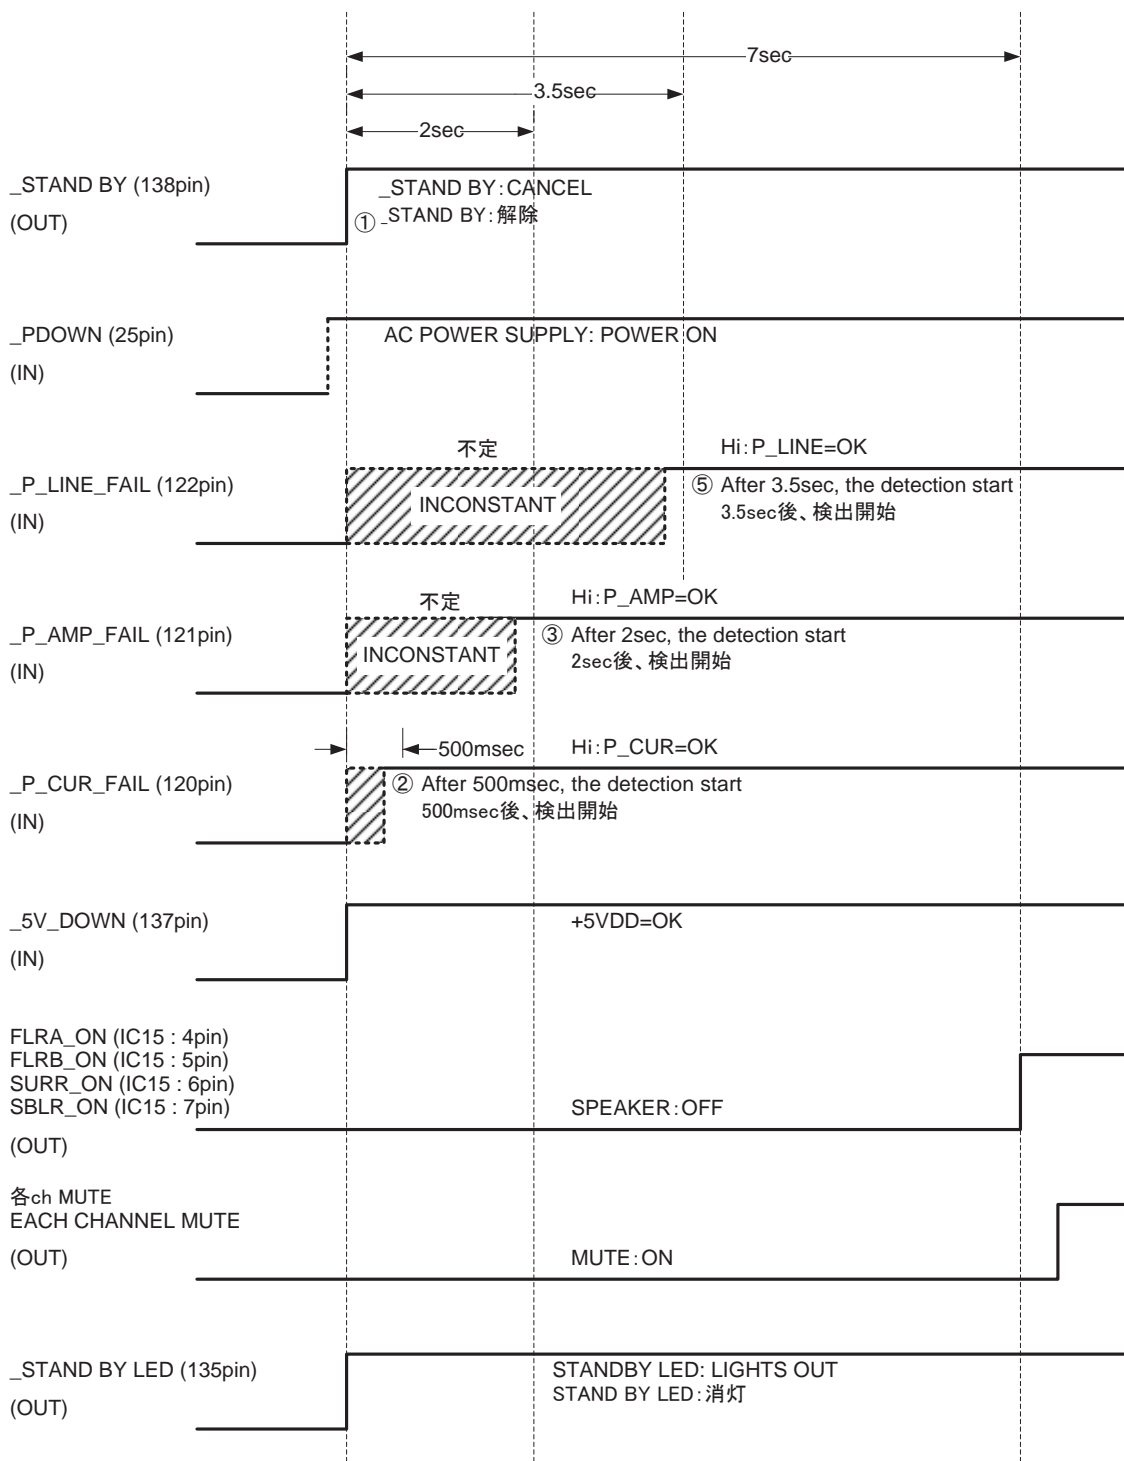 7sec
3.5sec
2sec
_STAND BY (138pin)
(OUT)
_STAND BY:CANCEL
① _STAND BY:解除
_PDOWN (25pin)
(IN)
AC POWER SUPPLY: POWER ON
不定
Hi:P_LINE=OK
_P_LINE_FAIL (122pin)
(IN)
INCONSTANT
⑤ After 3.5sec, the detection start
3.5sec後、検出開始
不定
Hi:P_AMP=OK
_P_AMP_FAIL (121pin)
(IN)
INCONSTANT
③ After 2sec, the detection start
2sec後、検出開始
500msec
Hi:P_CUR=OK
_P_CUR_FAIL (120pin)
(IN)
② After 500msec, the detection start
500msec後、検出開始
_5V_DOWN (137pin)
(IN)
+5VDD=OK
FLRA_ON (IC15 : 4pin)
FLRB_ON (IC15 : 5pin)
SURR_ON (IC15 : 6pin)
SBLR_ON (IC15 : 7pin)
(OUT)
SPEAKER:OFF
各ch MUTE
EACH CHANNEL MUTE
(OUT)
MUTE:ON
_STAND BY LED (135pin)
(OUT)
STANDBY LED: LIGHTS OUT
STAND BY LED:消灯